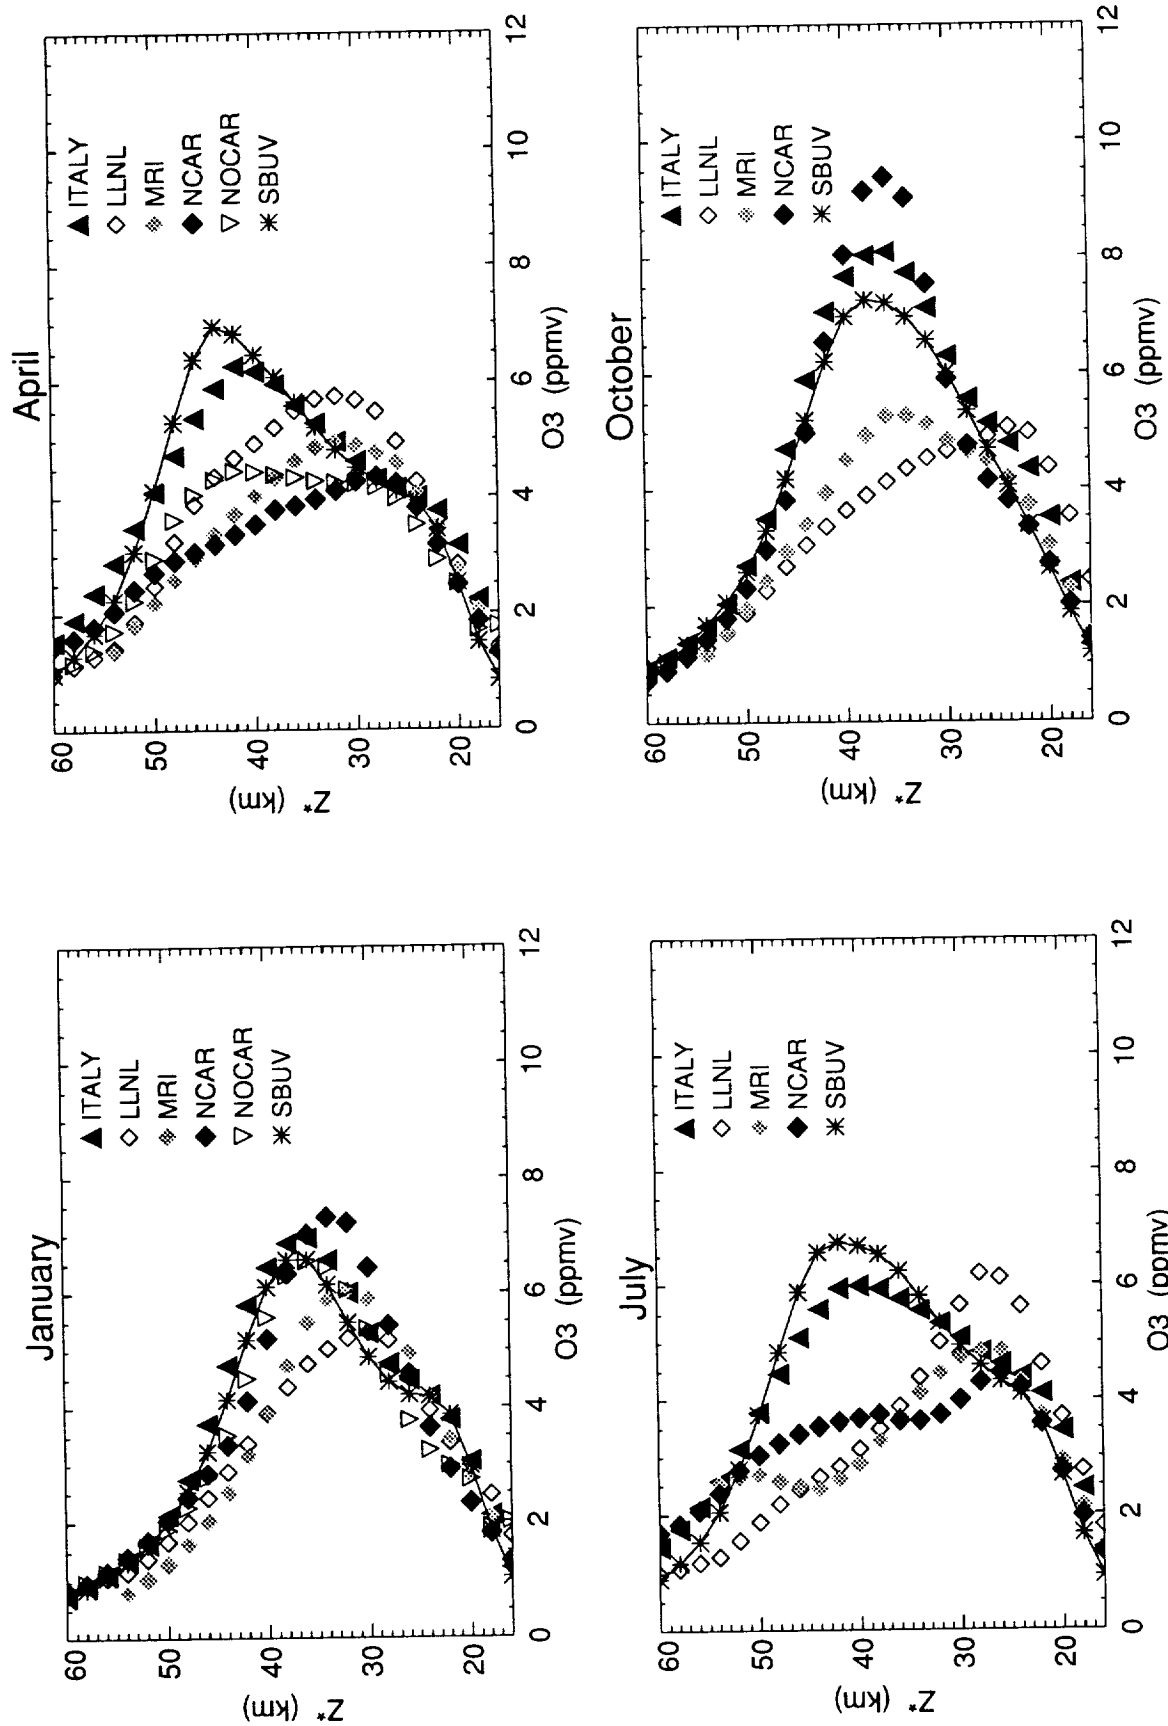 January
▲ ITALY
◇ LLNL
MRI
◆ NCAR
▽ NOCAR
✳ SBUV
60
50
40
30
20
Z* (km)
0
2
4
6
8
10
12
O3 (ppmv)
April
▲ ITALY
◇ LLNL
MRI
◆ NCAR
▽ NOCAR
✳ SBUV
60
50
40
30
20
Z* (km)
0
2
4
6
8
10
12
O3 (ppmv)
July
▲ ITALY
◇ LLNL
MRI
◆ NCAR
✳ SBUV
60
50
40
30
20
Z* (km)
0
2
4
6
8
10
12
O3 (ppmv)
October
▲ ITALY
◇ LLNL
MRI
◆ NCAR
✳ SBUV
60
50
40
30
20
Z* (km)
0
2
4
6
8
10
12
O3 (ppmv)